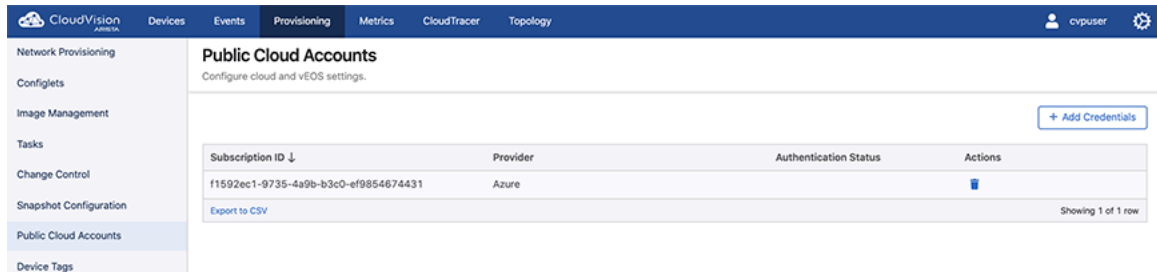 CloudVision
ARISTA
Devices Events Provisioning Metrics CloudTracer Topology cvpuser
Network Provisioning
Configlets
Image Management
Tasks
Change Control
Snapshot Configuration
Public Cloud Accounts
Device Tags
Public Cloud Accounts
Configure cloud and vEOS settings.
+ Add Credentials
Subscription ID ↓ Provider Authentication Status Actions
f1592ec1-9735-4a9b-b3c0-ef9854674431 Azure
Export to CSV Showing 1 of 1 row